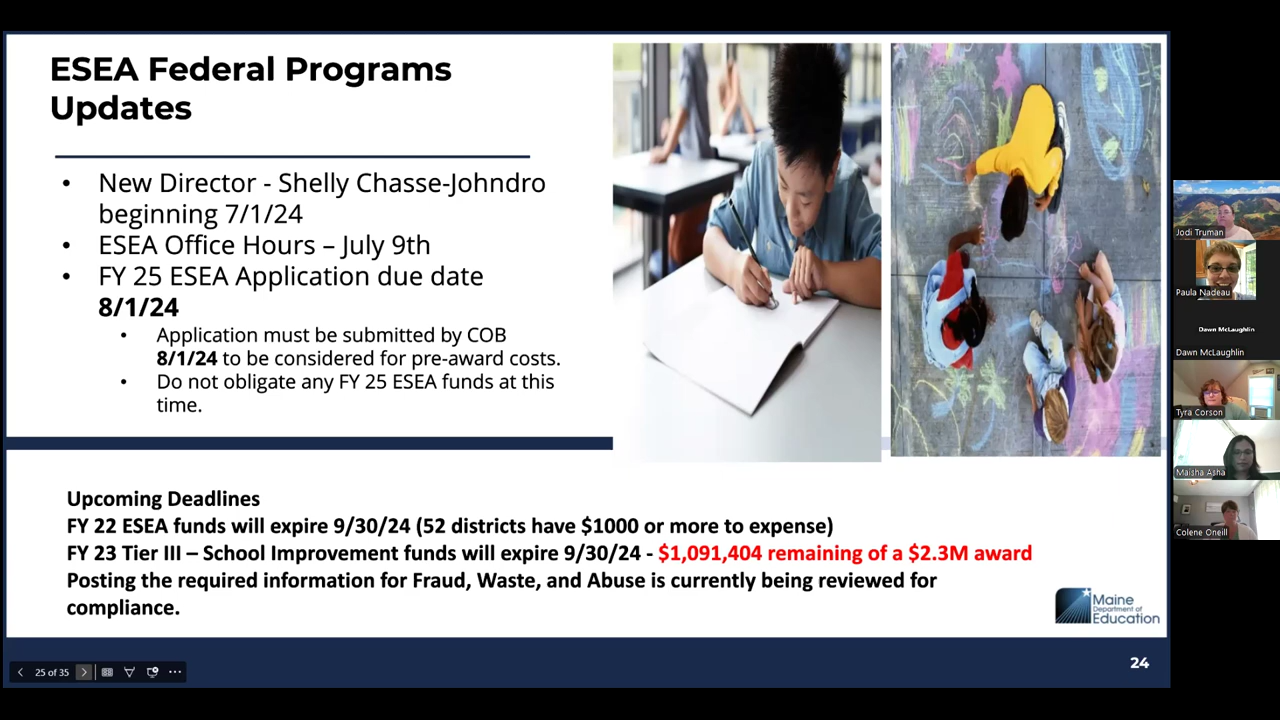 ESEA Federal Programs
Updates
• New Director - Shelly Chasse-Johndro
beginning 7/1/24
• ESEA Office Hours – July 9th
• FY 25 ESEA Application due date
8/1/24
• Application must be submitted by COB
8/1/24 to be considered for pre-award costs.
• Do not obligate any FY 25 ESEA funds at this
time.
Upcoming Deadlines
FY 22 ESEA funds will expire 9/30/24 (52 districts have $1000 or more to expense)
FY 23 Tier III – School Improvement funds will expire 9/30/24 - $1,091,404 remaining of a $2.3M award
Posting the required information for Fraud, Waste, and Abuse is currently being reviewed for
compliance.
Maine
Department of
Education
24
25 of 35
Jodi Truman
Paula Nadeau
Dawn McLaughlin
Dawn McLaughlin
Tyra Corson
Maisha Asha
Colene Oneill